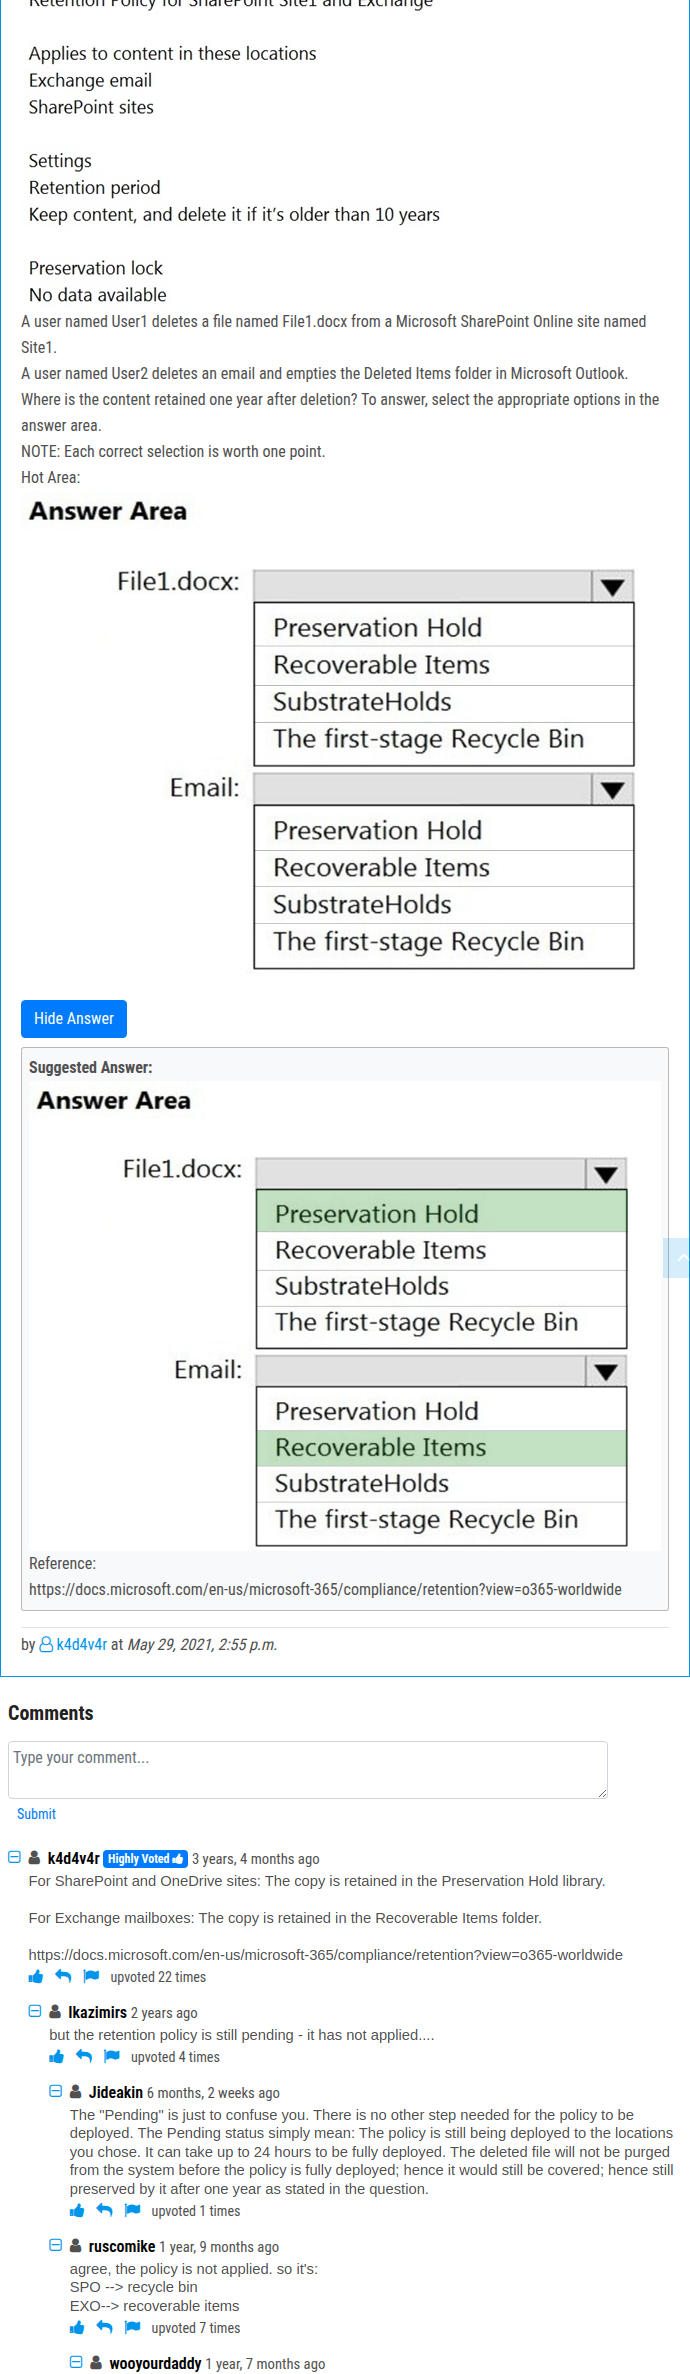 Retention Policy for SharePoint Site1 and Exchange
Applies to content in these locations
Exchange email
SharePoint sites
Settings
Retention period
Keep content, and delete it if it's older than 10 years
Preservation lock
No data available
A user named User1 deletes a file named File1.docx from a Microsoft SharePoint Online site named
Site1.
A user named User2 deletes an email and empties the Deleted Items folder in Microsoft Outlook.
Where is the content retained one year after deletion? To answer, select the appropriate options in the
answer area.
NOTE: Each correct selection is worth one point.
Hot Area:
Answer Area
File1.docx:
Preservation Hold
Recoverable Items
SubstrateHolds
The first-stage Recycle Bin
Email:
Preservation Hold
Recoverable Items
SubstrateHolds
The first-stage Recycle Bin
Hide Answer
Suggested Answer:
Answer Area
File1.docx:
Preservation Hold
Recoverable Items
SubstrateHolds
The first-stage Recycle Bin
Email:
Preservation Hold
Recoverable Items
SubstrateHolds
The first-stage Recycle Bin
Reference:
https://docs.microsoft.com/en-us/microsoft-365/compliance/retention?view=o365-worldwide
by k4d4v4r at May 29, 2021, 2:55 p.m.
Comments
Type your comment...
Submit
k4d4v4r Highly Voted 3 years, 4 months ago
For SharePoint and OneDrive sites: The copy is retained in the Preservation Hold library.
For Exchange mailboxes: The copy is retained in the Recoverable Items folder.
https://docs.microsoft.com/en-us/microsoft-365/compliance/retention?view=o365-worldwide
upvoted 22 times
lkazimirs 2 years ago
but the retention policy is still pending - it has not applied....
upvoted 4 times
Jideakin 6 months, 2 weeks ago
The "Pending" is just to confuse you. There is no other step needed for the policy to be
deployed. The Pending status simply mean: The policy is still being deployed to the locations
you chose. It can take up to 24 hours to be fully deployed. The deleted file will not be purged
from the system before the policy is fully deployed; hence it would still be covered; hence still
preserved by it after one year as stated in the question.
upvoted 1 times
ruscomike 1 year, 9 months ago
agree, the policy is not applied. so it's:
SPO --> recycle bin
EXO--> recoverable items
upvoted 7 times
wooyourdaddy 1 year, 7 months ago